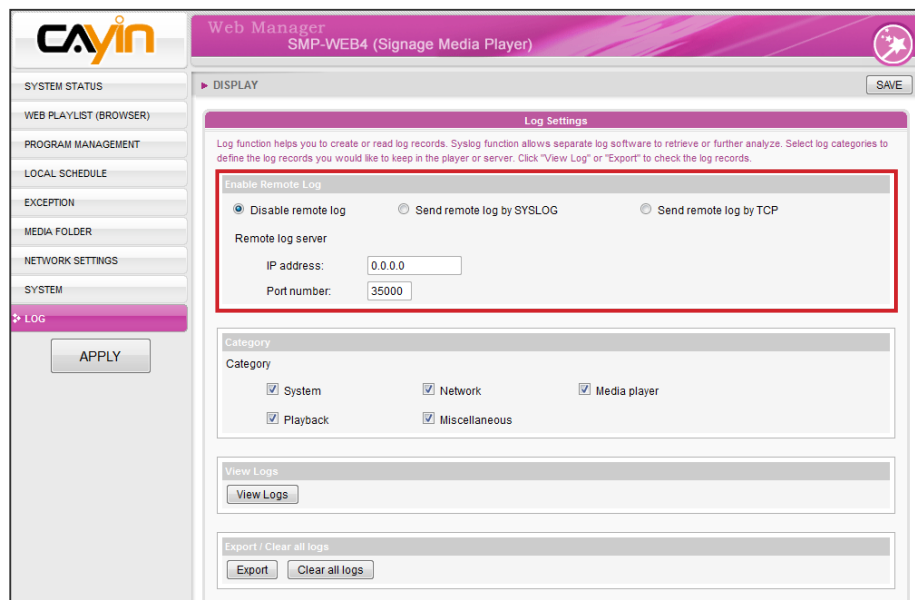 CAYIN
Web Manager
SMP-WEB4 (Signage Media Player)
SYSTEM STATUS
WEB PLAYLIST (BROWSER)
PROGRAM MANAGEMENT
LOCAL SCHEDULE
EXCEPTION
MEDIA FOLDER
NETWORK SETTINGS
SYSTEM
LOG
APPLY
DISPLAY
SAVE
Log Settings
Log function helps you to create or read log records. Syslog function allows separate log software to retrieve or further analyze. Select log categories to
define the log records you would like to keep in the player or server. Click "View Log" or "Export" to check the log records.
Enable Remote Log
Disable remote log Send remote log by SYSLOG Send remote log by TCP
Remote log server
IP address: 0.0.0.0
Port number: 35000
Category
Category
System Network Media player
Playback Miscellaneous
View Logs
View Logs
Export / Clear all logs
Export Clear all logs